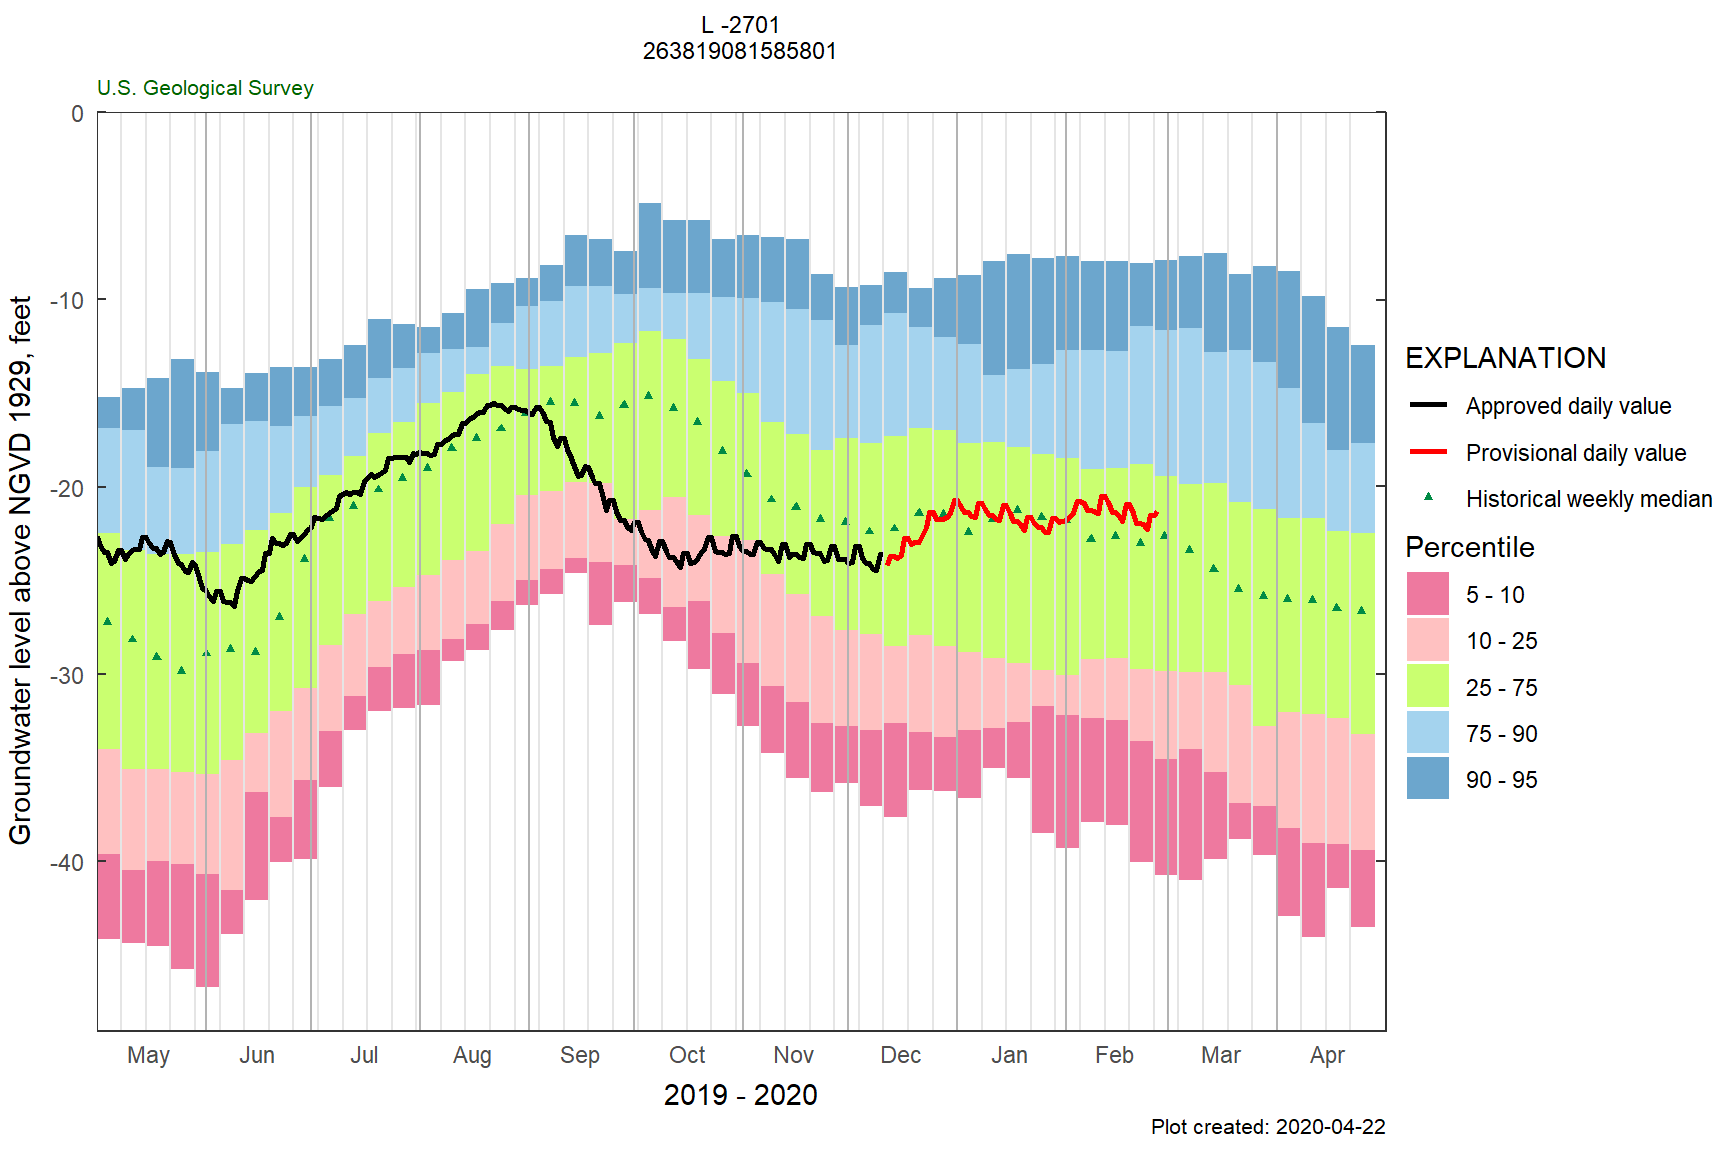 L -2701
263819081585801
U.S. Geological Survey
Groundwater level above NGVD 1929, feet
0
-10
-20
-30
-40
May Jun Jul Aug Sep Oct Nov Dec Jan Feb Mar Apr
2019 - 2020
EXPLANATION
Approved daily value
Provisional daily value
Historical weekly median
Percentile
5 - 10
10 - 25
25 - 75
75 - 90
90 - 95
Plot created: 2020-04-22